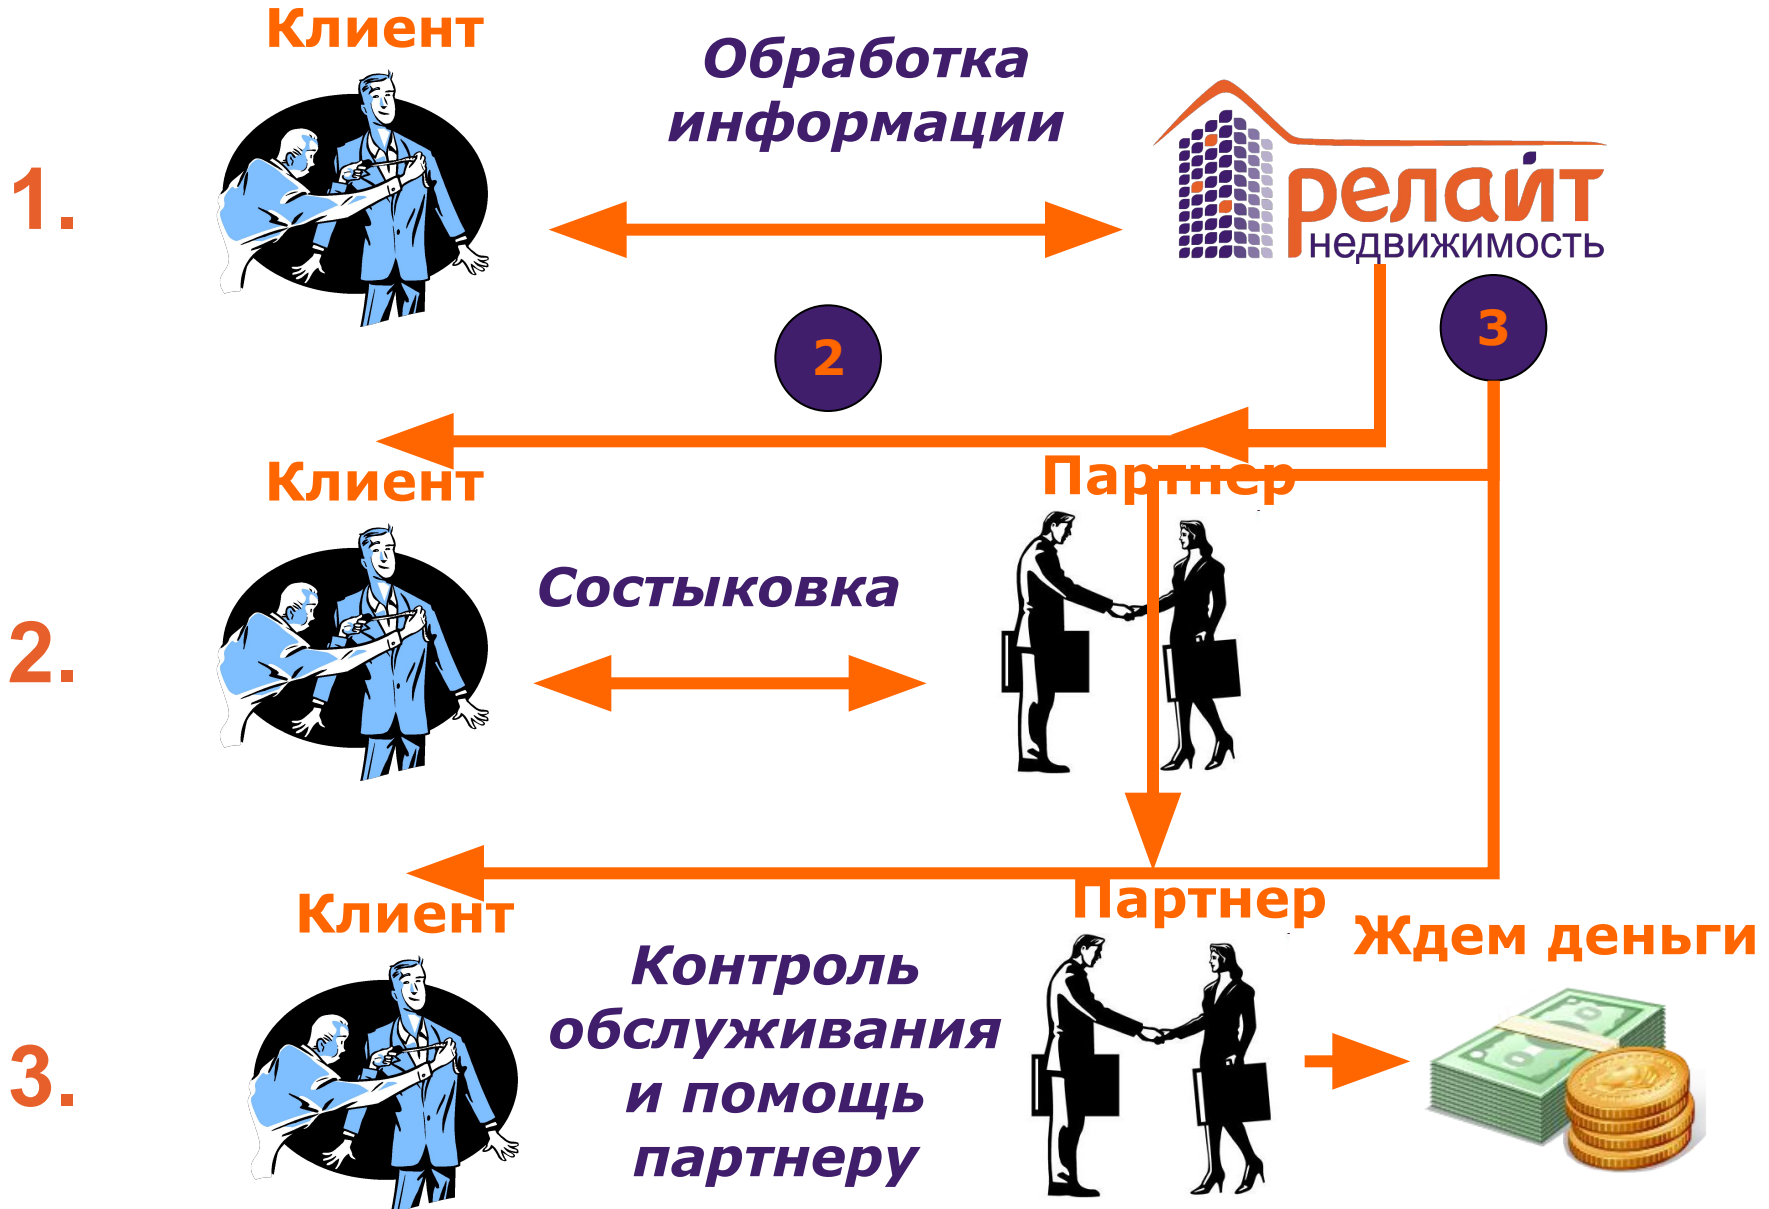 Клиент
Обработка
информации
1.
релайт
недвижимость
2
3
Клиент
Партнер
2.
Состыковка
Клиент
Партнер
Ждем деньги
3.
Контроль
обслуживания
и помощь
партнеру